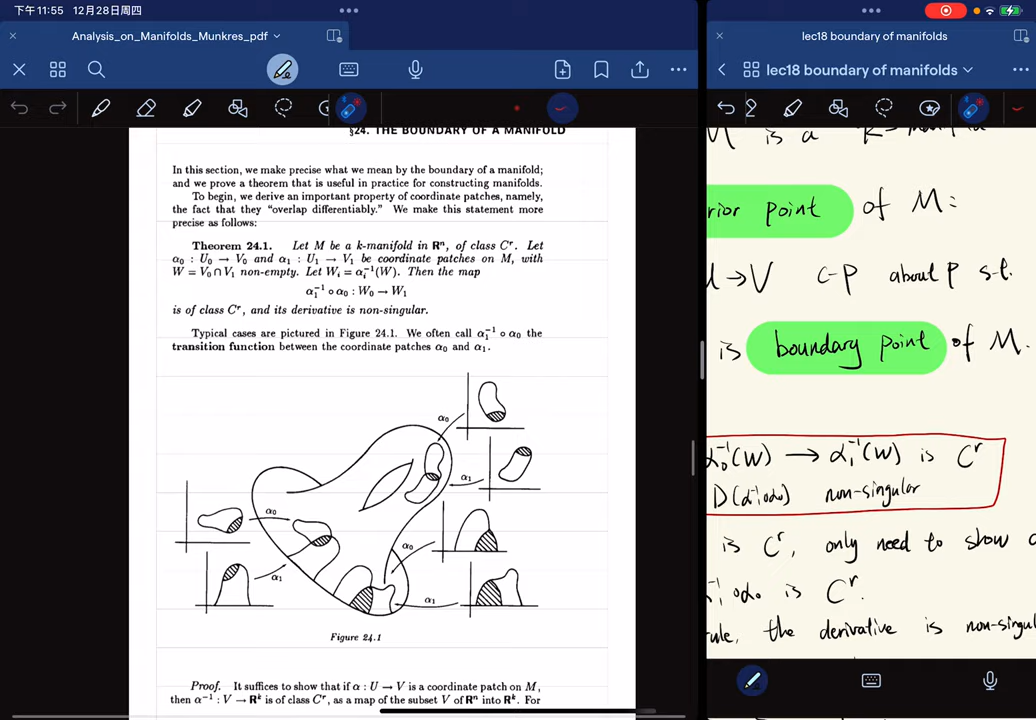 下午11:55 12月28日周四
Analysis_on_Manifolds_Munkres_pdf
§24. THE BOUNDARY OF A MANIFOLD
In this section, we make precise what we mean by the boundary of a manifold;
and we prove a theorem that is useful in practice for constructing manifolds.
To begin, we derive an important property of coordinate patches, namely,
the fact that they "overlap differentiably." We make this statement more
precise as follows:
Theorem 24.1. Let M be a k-manifold in Rⁿ, of class Cʳ. Let
α₀ : U₀ → V₀ and α₁ : U₁ → V₁ be coordinate patches on M, with
W = V₀ ∩ V₁ non-empty. Let Wᵢ = αᵢ⁻¹(W). Then the map
α₁⁻¹ ∘ α₀ : W₀ → W₁
is of class Cʳ, and its derivative is non-singular.
Typical cases are pictured in Figure 24.1. We often call α₁⁻¹ ∘ α₀ the
transition function between the coordinate patches α₀ and α₁.
α₀
α₁
α₀
α₀
α₁
α₁
Figure 24.1
Proof. It suffices to show that if α : U → V is a coordinate patch on M,
then α⁻¹ : V → Rᵏ is of class Cʳ, as a map of the subset V of Rⁿ into Rᵏ. For
lec18 boundary of manifolds
lec18 boundary of manifolds
is a
rior point of M:
→ V C-P about P s.t.
is boundary point of M.
α₀⁻¹(W) → α₁⁻¹(W) is Cʳ
D(α₁⁻¹∘α₀) non-singular
is Cʳ, only need to show
∘α₀ is Cʳ.
rule, the derivative is non-singul